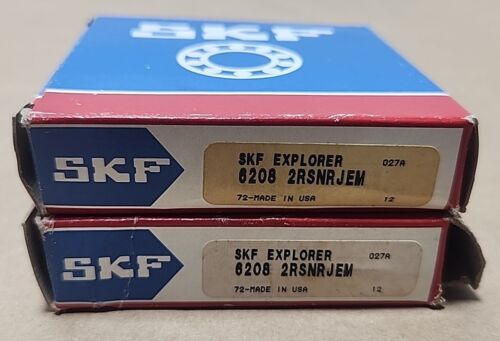 SKF
SKF
SKF EXPLORER 027A
6208 2RSNRJEM
72-MADE IN USA 12
SKF
SKF EXPLORER 027A
6208 2RSNRJEM
72-MADE IN USA 12